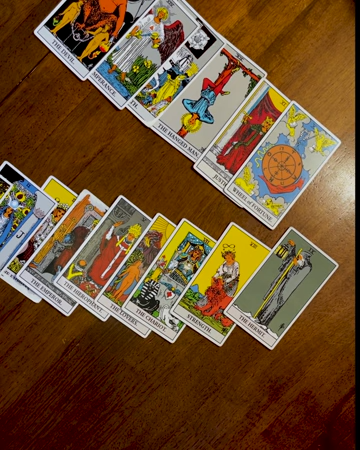 THE DEVIL.
TEMPERANCE.
THE HANGED MAN.
WHEEL of FORTUNE.
THE EMPEROR.
THE HIEROPHANT.
THE LOVERS.
THE CHARIOT.
STRENGTH.
THE HERMIT.